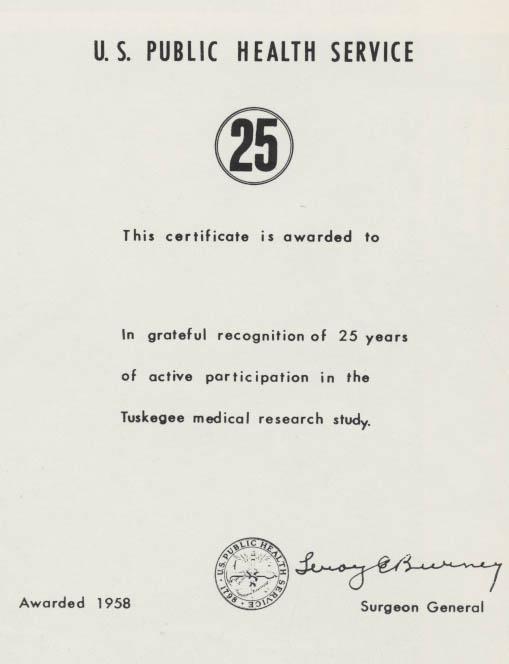 U. S. PUBLIC HEALTH SERVICE
25
This certificate is awarded to
In grateful recognition of 25 years
of active participation in the
Tuskegee medical research study.
U.S. PUBLIC HEALTH SERVICE • 1798 •
Leroy E Burney
Awarded 1958
Surgeon General